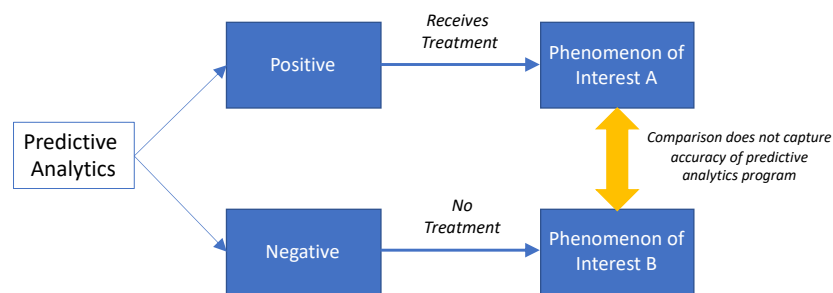 Receives
Treatment
Positive
Phenomenon of
Interest A
Predictive
Analytics
Comparison does not capture
accuracy of predictive
analytics program
No
Treatment
Negative
Phenomenon of
Interest B